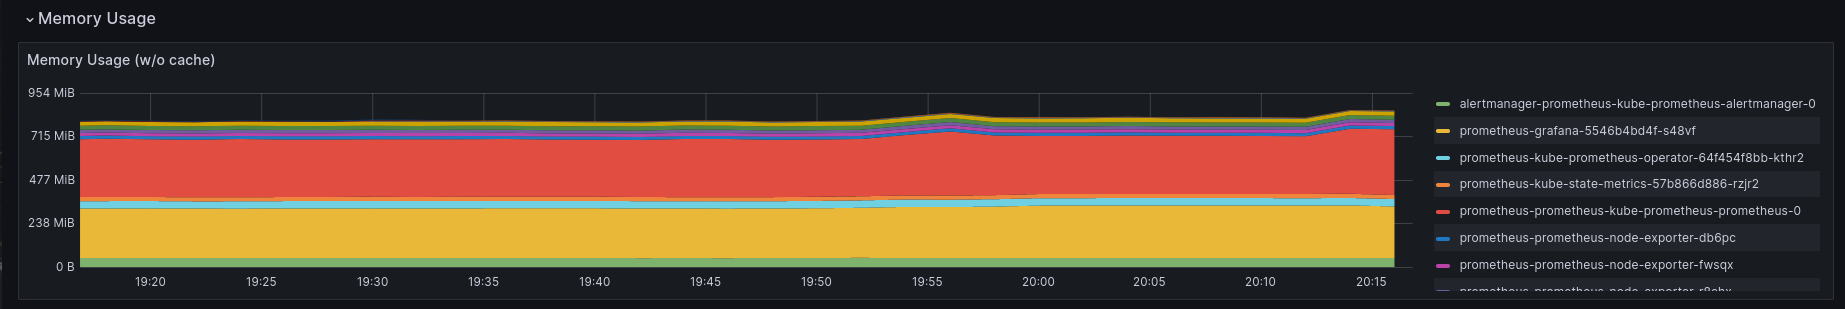 Memory Usage
Memory Usage (w/o cache)
954 MiB
715 MiB
477 MiB
238 MiB
0 B
19:20 19:25 19:30 19:35 19:40 19:45 19:50 19:55 20:00 20:05 20:10 20:15
alertmanager-prometheus-kube-prometheus-alertmanager-0
prometheus-grafana-5546b4bd4f-s48vf
prometheus-kube-prometheus-operator-64f454f8bb-kthr2
prometheus-kube-state-metrics-57b866d886-rzjr2
prometheus-prometheus-kube-prometheus-prometheus-0
prometheus-prometheus-node-exporter-db6pc
prometheus-prometheus-node-exporter-fwsqx